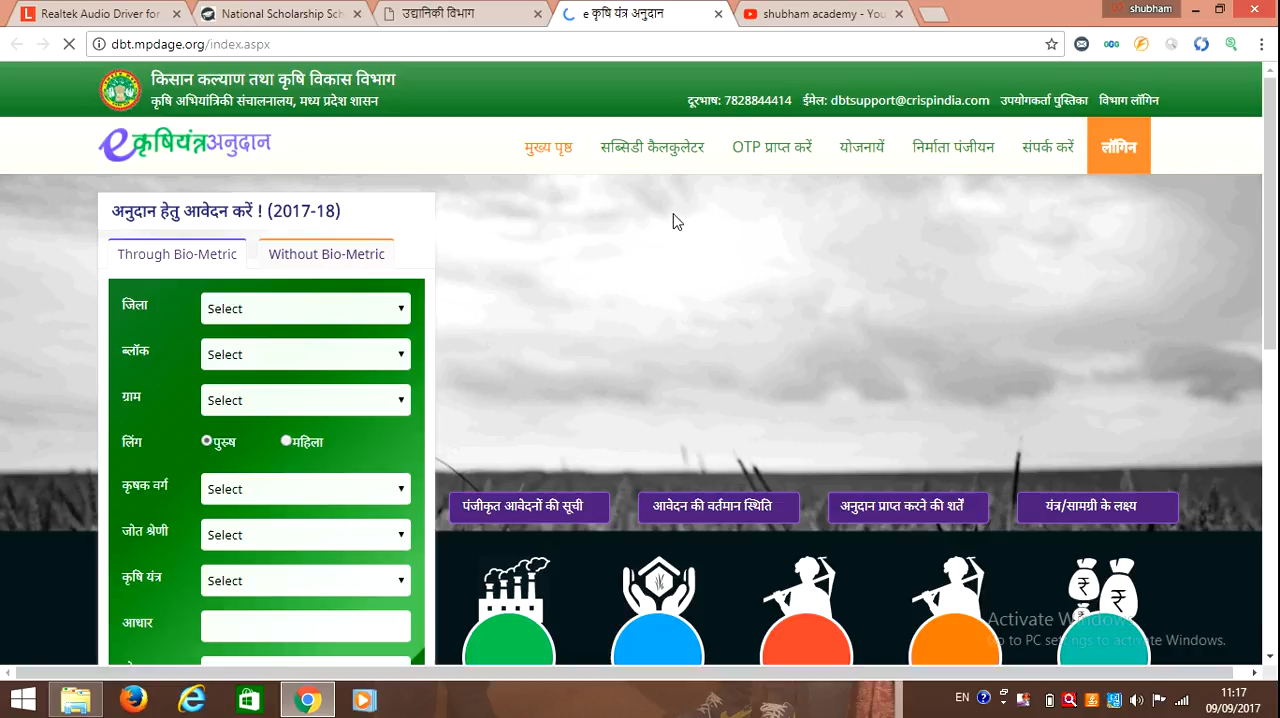 Realtek Audio Driver for
National Scholarship Sch
उद्यानिकी विभाग
e कृषि यंत्र अनुदान
shubham academy - You
shubham
dbt.mpdage.org/index.aspx
किसान कल्याण तथा कृषि विकास विभाग
कृषि अभियांत्रिकी संचालनालय, मध्य प्रदेश शासन
दूरभाष: 7828844414 ईमेल: dbtsupport@crispindia.com उपयोगकर्ता पुस्तिका विभाग लॉगिन
eकृषियंत्रअनुदान
मुख्य पृष्ठ सब्सिडी कैलकुलेटर OTP प्राप्त करें योजनायें निर्माता पंजीयन संपर्क करें लॉगिन
अनुदान हेतु आवेदन करें ! (2017-18)
Through Bio-Metric Without Bio-Metric
जिला Select
ब्लॉक Select
ग्राम Select
लिंग पुरुष महिला
कृषक वर्ग Select
जोत श्रेणी Select
कृषि यंत्र Select
आधार
पंजीकृत आवेदनों की सूची आवेदन की वर्तमान स्थिति अनुदान प्राप्त करने की शर्तें यंत्र/सामग्री के लक्ष्य
Activate Windows
Go to PC settings to activate Windows.
EN
11:17
09/09/2017